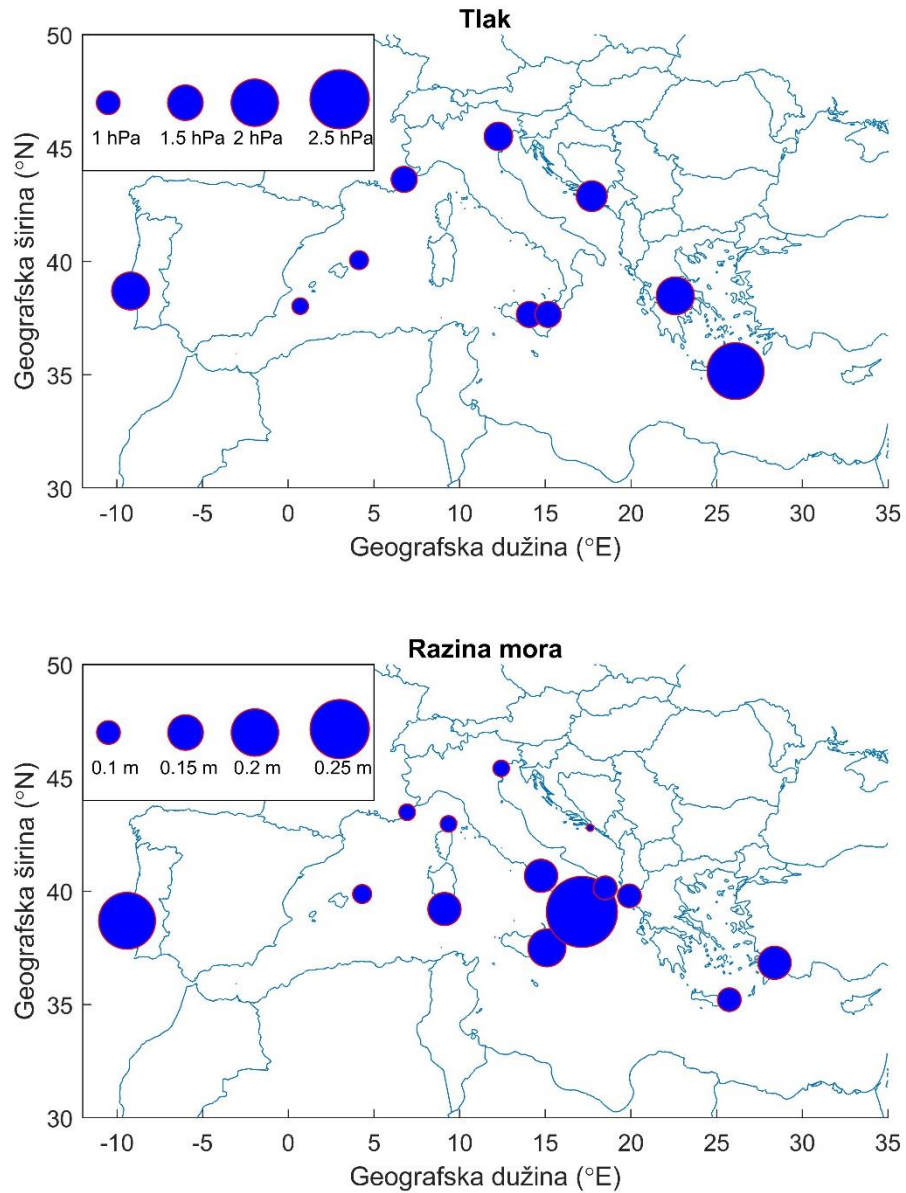 Tlak
50
45
40
35
30
Geografska širina (°N)
1 hPa 1.5 hPa 2 hPa 2.5 hPa
-10 -5 0 5 10 15 20 25 30 35
Geografska dužina (°E)
Razina mora
50
45
40
35
30
Geografska širina (°N)
0.1 m 0.15 m 0.2 m 0.25 m
-10 -5 0 5 10 15 20 25 30 35
Geografska dužina (°E)